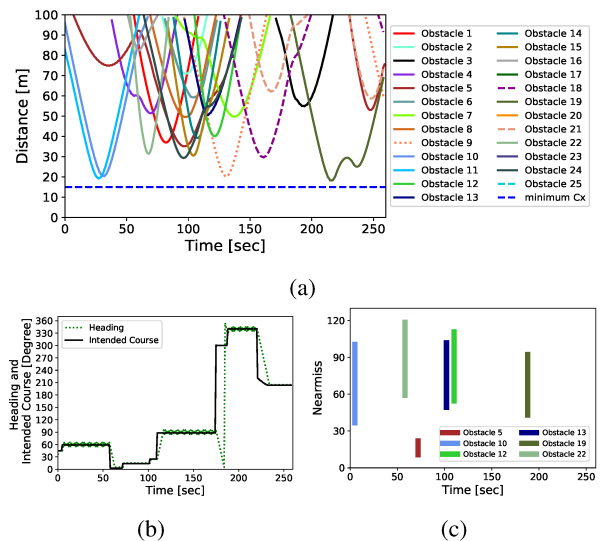 100
90
80
70
60
50
40
30
20
10
0
Distance [m]
0 50 100 150 200 250
Time [sec]
Obstacle 1
Obstacle 2
Obstacle 3
Obstacle 4
Obstacle 5
Obstacle 6
Obstacle 7
Obstacle 8
Obstacle 9
Obstacle 10
Obstacle 11
Obstacle 12
Obstacle 13
Obstacle 14
Obstacle 15
Obstacle 16
Obstacle 17
Obstacle 18
Obstacle 19
Obstacle 20
Obstacle 21
Obstacle 22
Obstacle 23
Obstacle 24
Obstacle 25
minimum Cx
(a)
360
330
300
270
240
210
180
150
120
90
60
30
0
Heading and
Intended Course [Degree]
Heading
Intended Course
0 50 100 150 200 250
Time [sec]
(b)
120
90
60
30
0
Nearmiss
Obstacle 5
Obstacle 10
Obstacle 12
Obstacle 13
Obstacle 19
Obstacle 22
0 50 100 150 200 250
Time [sec]
(c)